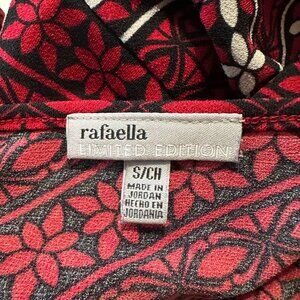 rafaella
LIMITED EDITION
S/CH
MADE IN
JORDAN
HECHO EN
JORDANIA